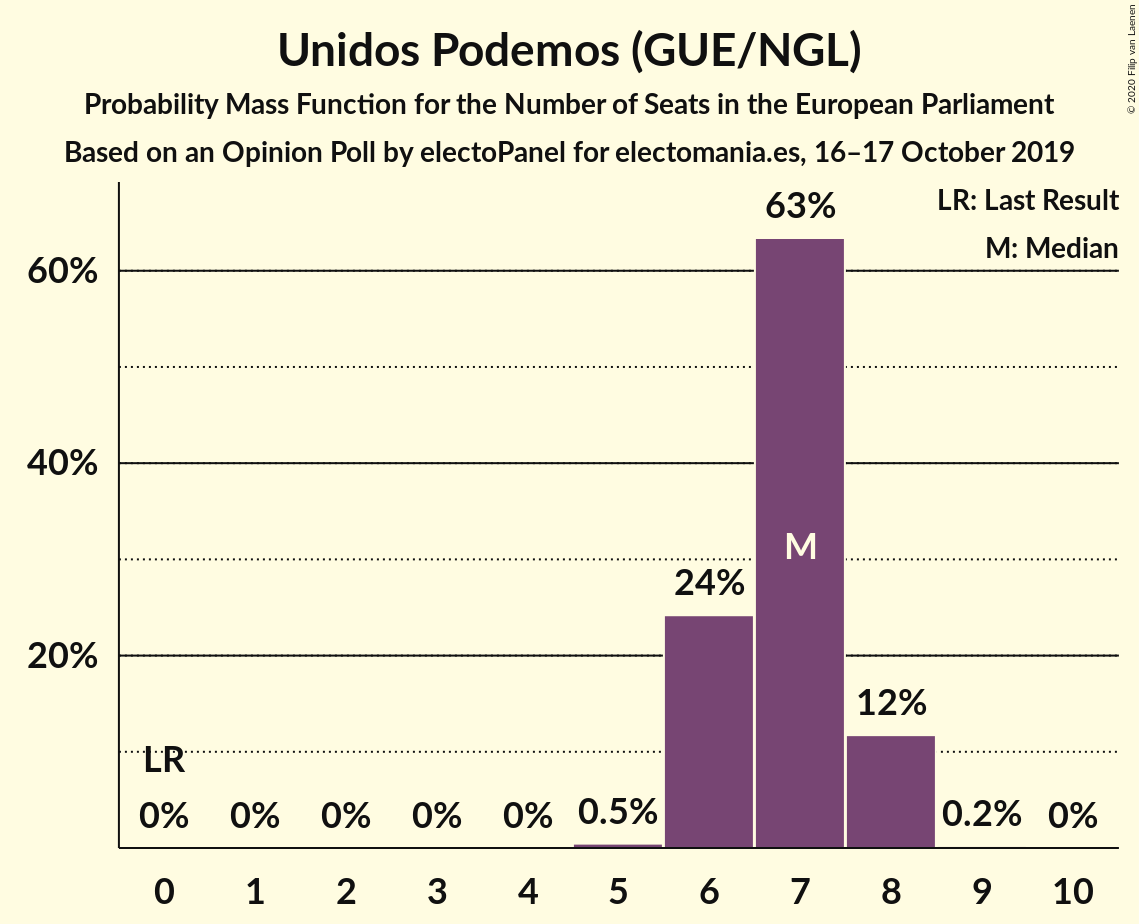 Unidos Podemos (GUE/NGL)
Probability Mass Function for the Number of Seats in the European Parliament
Based on an Opinion Poll by electoPanel for electomania.es, 16–17 October 2019
© 2020 Filip van Laenen
LR: Last Result
M: Median
63%
60%
40%
M
24%
20%
12%
LR
0%
0%
0%
0%
0%
0.5%
0.2%
0%
0 1 2 3 4 5 6 7 8 9 10